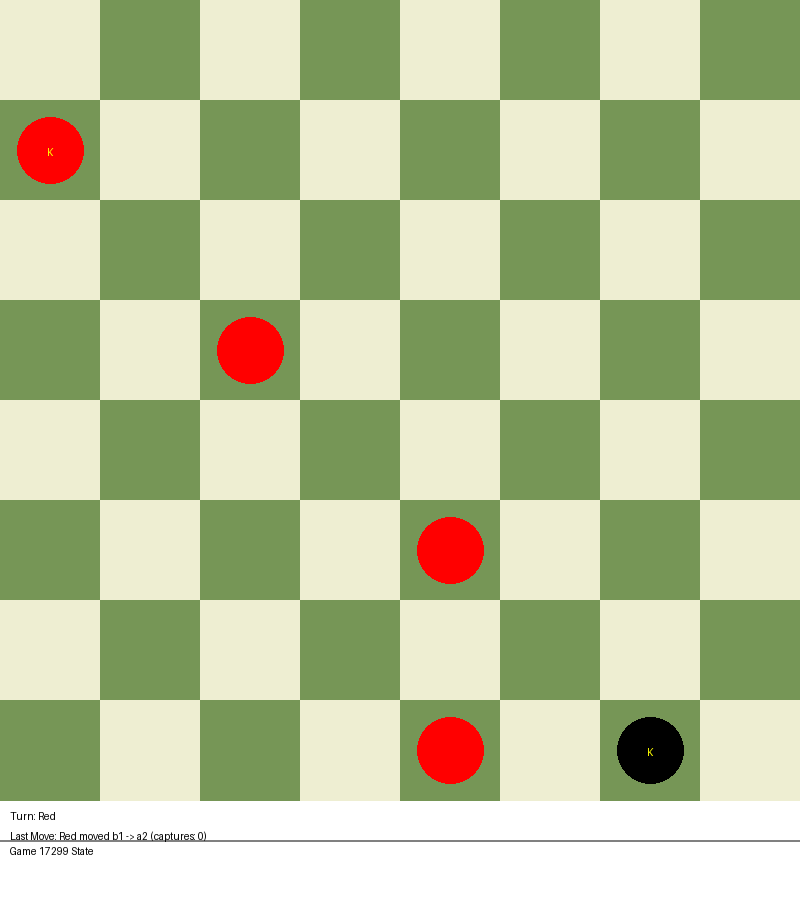 K
K
Turn: Red
Last Move: Red moved b1 -> a2 (captures: 0)
Game 17299 State